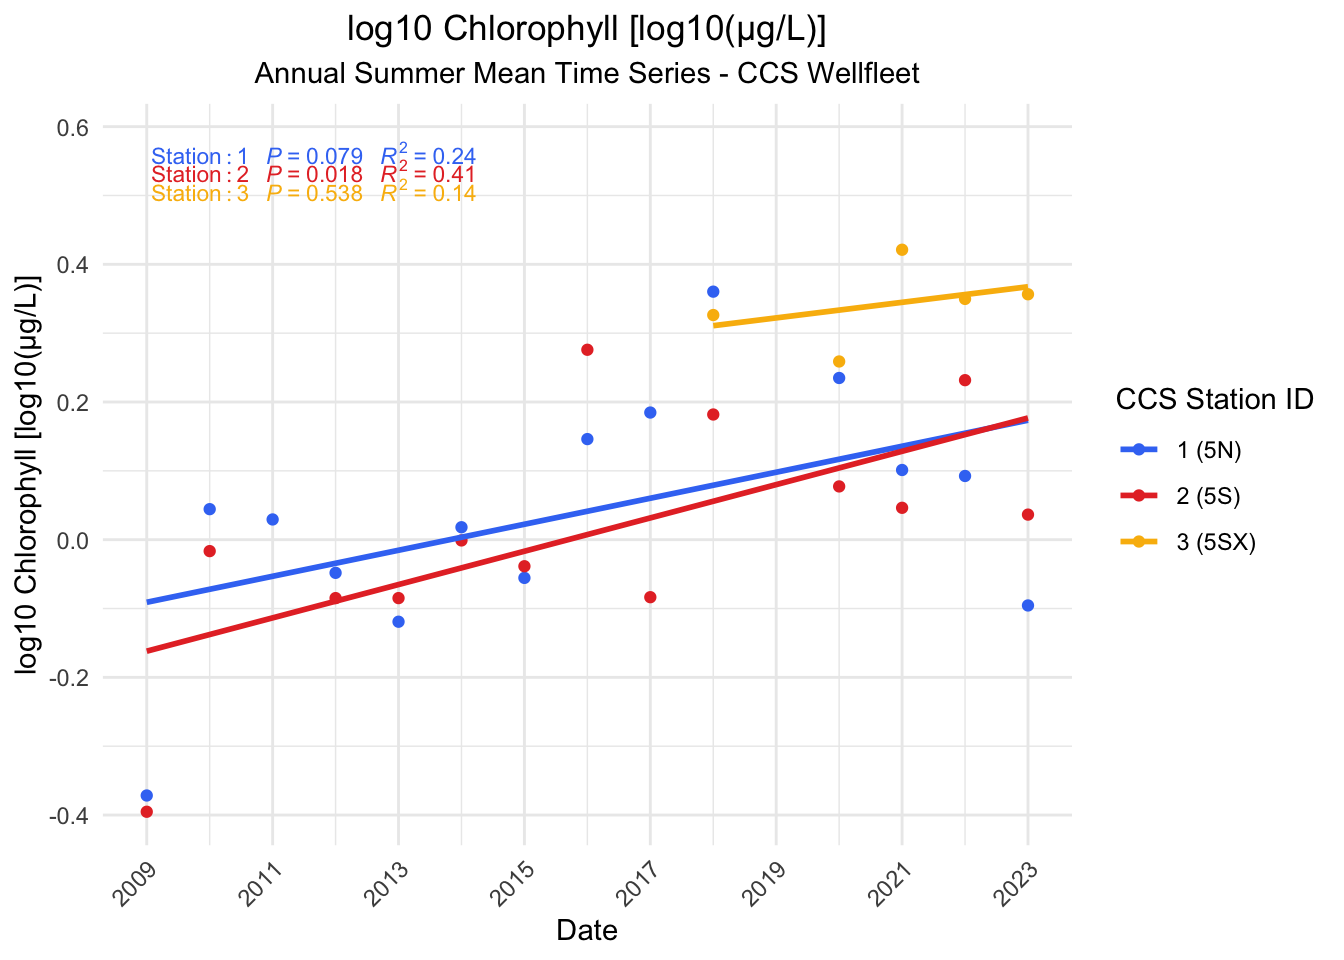 log10 Chlorophyll [log10(µg/L)]
Annual Summer Mean Time Series - CCS Wellfleet
log10 Chlorophyll [log10(µg/L)]
0.6
0.4
0.2
0.0
-0.2
-0.4
Station : 1 P = 0.079 R² = 0.24
Station : 2 P = 0.018 R² = 0.41
Station : 3 P = 0.538 R² = 0.14
2009 2011 2013 2015 2017 2019 2021 2023
Date
CCS Station ID
1 (5N)
2 (5S)
3 (5SX)